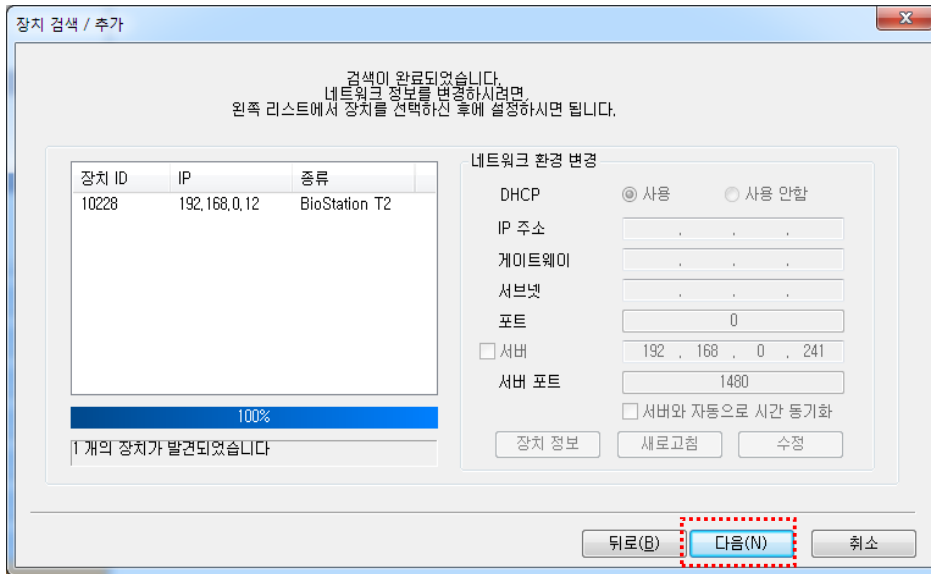 장치 검색 / 추가
검색이 완료되었습니다.
네트워크 정보를 변경하시려면,
왼쪽 리스트에서 장치를 선택하신 후에 설정하시면 됩니다.
장치 ID IP 종류
10228 192,168,0,12 BioStation T2
100%
1 개의 장치가 발견되었습니다
네트워크 환경 변경
DHCP 사용 사용 안함
IP 주소 . . .
게이트웨이 . . .
서브넷 . . .
포트 0
서버 192 . 168 . 0 . 241
서버 포트 1480
서버와 자동으로 시간 동기화
장치 정보 새로고침 수정
뒤로(B) 다음(N) 취소